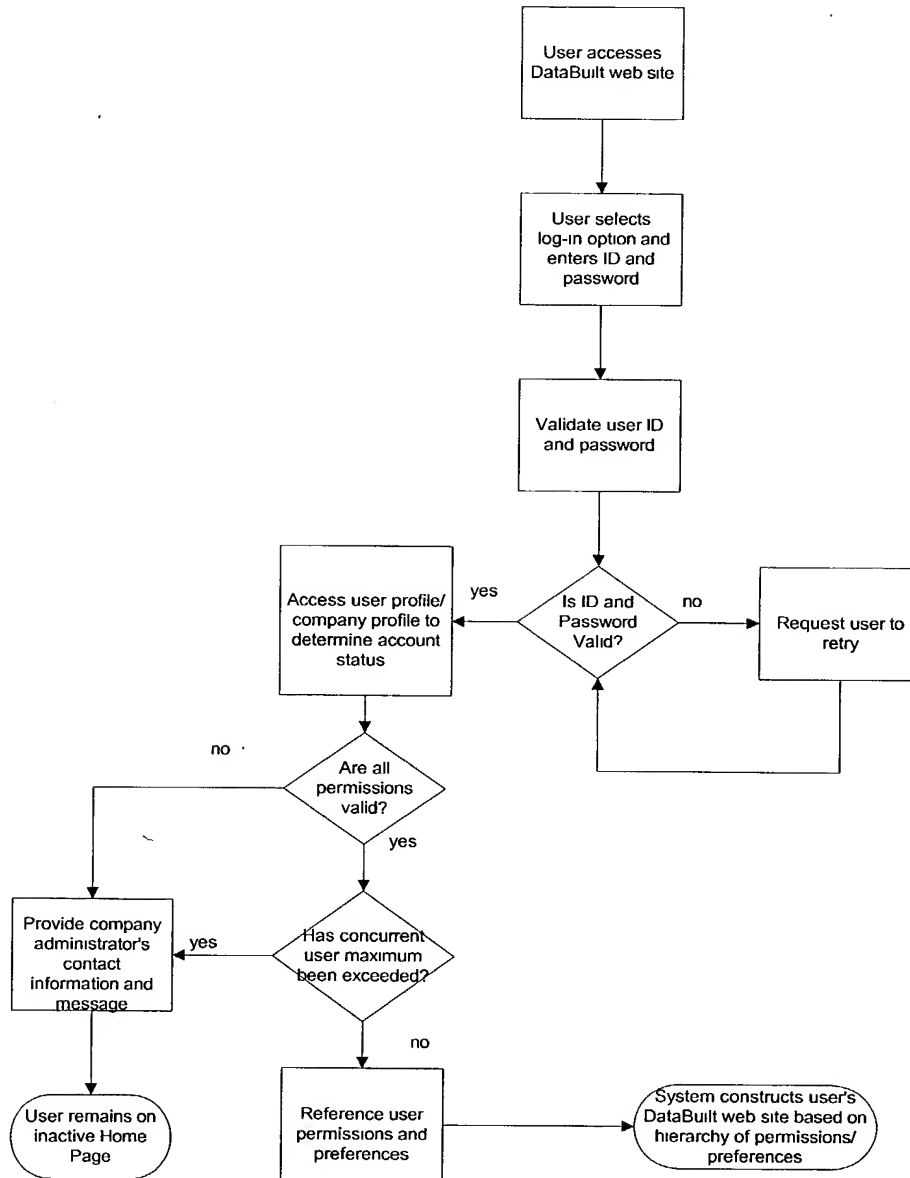 User accesses
DataBuilt web site
User selects
log-in option and
enters ID and
password
Validate user ID
and password
Is ID and
Password
Valid?
yes
no
Access user profile/
company profile to
determine account
status
Request user to
retry
no
Are all
permissions
valid?
yes
Provide company
administrator's
contact
information and
message
yes
Has concurrent
user maximum
been exceeded?
no
User remains on
inactive Home
Page
Reference user
permissions and
preferences
System constructs user's
DataBuilt web site based on
hierarchy of permissions/
preferences